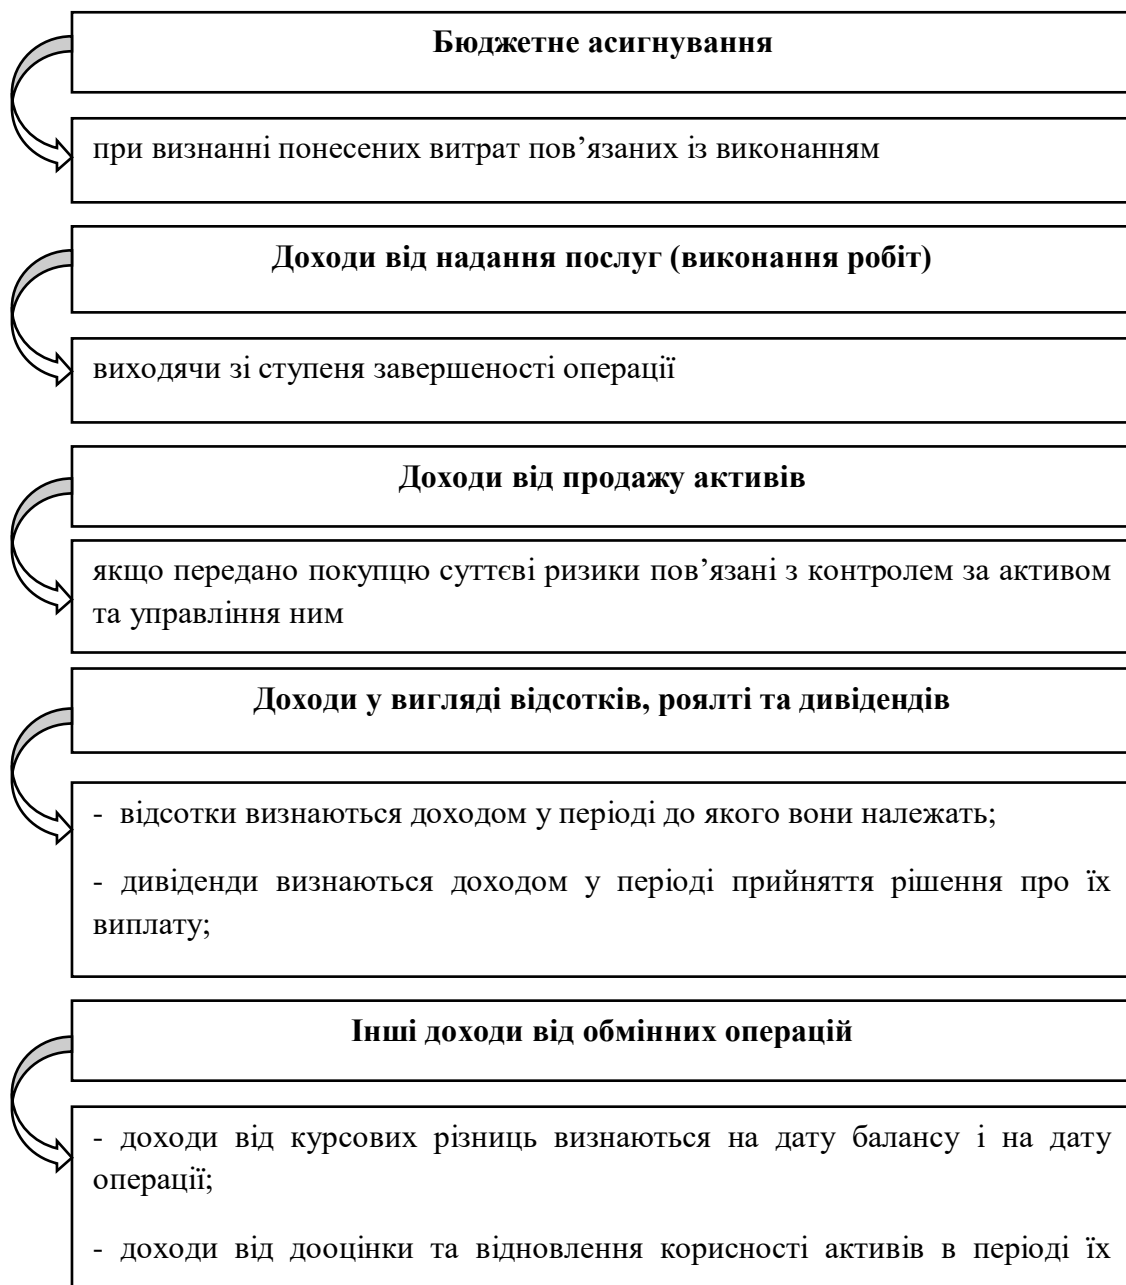 Бюджетне асигнування
при визнанні понесених витрат пов’язаних із виконанням
Доходи від надання послуг (виконання робіт)
виходячи зі ступеня завершеності операції
Доходи від продажу активів
якщо передано покупцю суттєві ризики пов’язані з контролем за активом
та управління ним
Доходи у вигляді відсотків, роялті та дивідендів
- відсотки визнаються доходом у періоді до якого вони належать;
- дивіденди визнаються доходом у періоді прийняття рішення про їх
виплату;
Інші доходи від обмінних операцій
- доходи від курсових різниць визнаються на дату балансу і на дату
операції;
- доходи від дооцінки та відновлення корисності активів в періоді їх